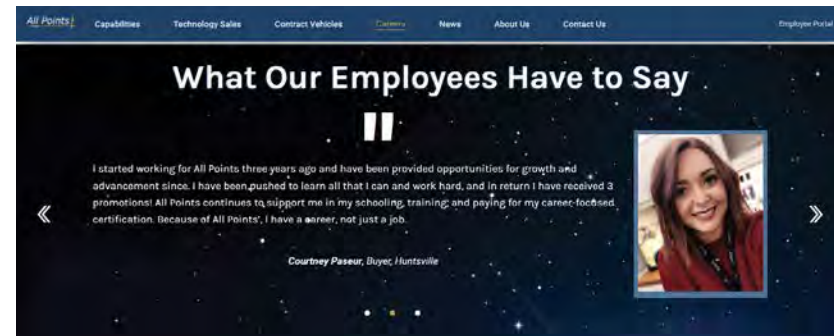 All Points
Capabilities
Technology Sales
Contract Vehicles
Careers
News
About Us
Contact Us
Employee Portal
What Our Employees Have to Say
"
I started working for All Points three years ago and have been provided opportunities for growth and
advancement since. I have been pushed to learn all that I can and work hard, and in return I have received 3
promotions! All Points continues to support me in my schooling, training, and paying for my career-focused
certification. Because of All Points', I have a career, not just a job.
Courtney Paseur, Buyer, Huntsville